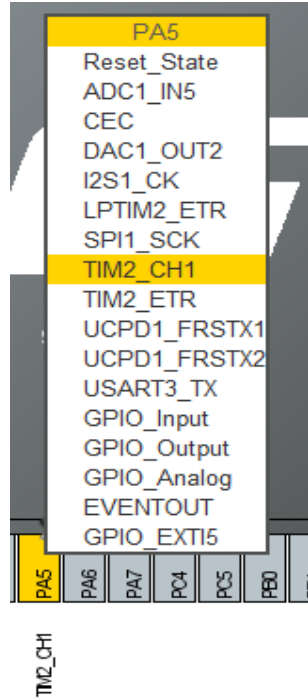 PA5
Reset_State
ADC1_IN5
CEC
DAC1_OUT2
I2S1_CK
LPTIM2_ETR
SPI1_SCK
TIM2_CH1
TIM2_ETR
UCPD1_FRSTX1
UCPD1_FRSTX2
USART3_TX
GPIO_Input
GPIO_Output
GPIO_Analog
EVENTOUT
GPIO_EXTI5
PA5
PA6
PA7
PC4
PC5
PB0
TIM2_CH1